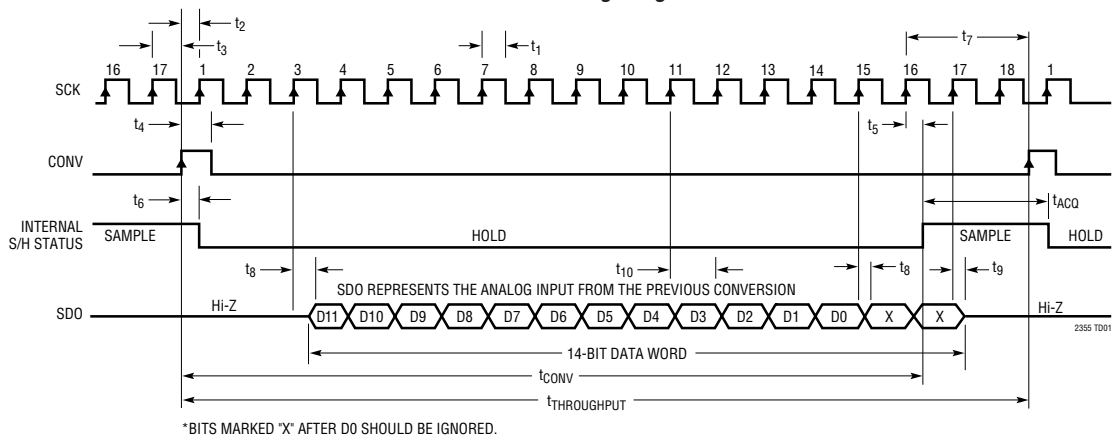 t2
t3
t1
t7
16 17 1 2 3 4 5 6 7 8 9 10 11 12 13 14 15 16 17 18 1
SCK
t4
t5
CONV
t6
tACQ
INTERNAL
S/H STATUS
SAMPLE HOLD SAMPLE HOLD
t8 t10 t8 t9
SDO REPRESENTS THE ANALOG INPUT FROM THE PREVIOUS CONVERSION
Hi-Z Hi-Z
SDO D11 D10 D9 D8 D7 D6 D5 D4 D3 D2 D1 D0 X X
2355 TD01
14-BIT DATA WORD
tCONV
tTHROUGHPUT
*BITS MARKED "X" AFTER D0 SHOULD BE IGNORED.